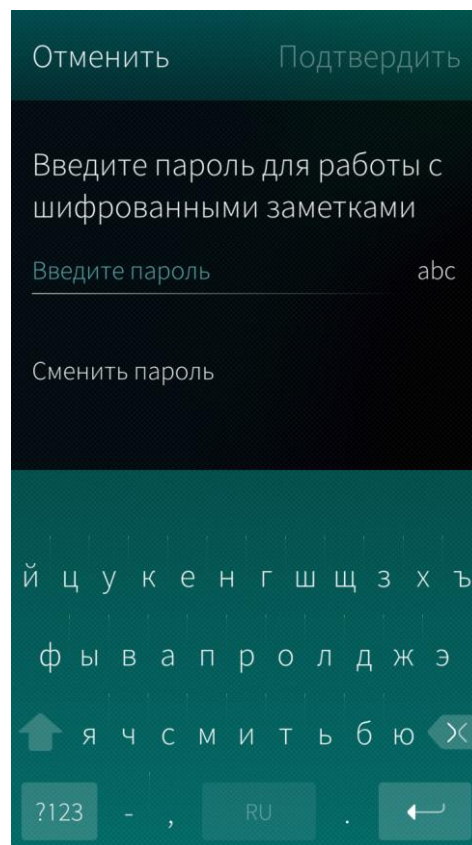 Отменить Подтвердить
Введите пароль для работы с
шифрованными заметками
Введите пароль abc
Сменить пароль
й ц у к е н г ш щ з х ъ
ф ы в а п р о л д ж э
я ч с м и т ь б ю
?123 - , RU .